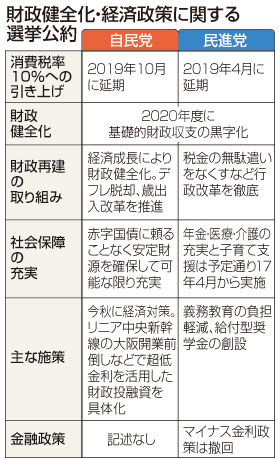 財政健全化・経済政策に関する
選挙公約
自民党
民進党
消費税率
10%への
引き上げ
2019年10月
に延期
2019年4月に
延期
財政
健全化
2020年度に
基礎的財政収支の黒字化
財政再建
の
取り組み
経済成長により
財政健全化。デ
フレ脱却、歳出
入改革を推進
税金の無駄遣い
をなくすなど行
政改革を徹底
社会保障
の
充実
赤字国債に頼る
ことなく安定財
源を確保して可
能な限り充実
年金・医療・介護の
充実と子育て支
援は予定通り17
年4月から実施
主な施策
今秋に経済対策。
リニア中央新幹
線の大阪開業前
倒しなどで超低
金利を活用した
財政投融資を
具体化
義務教育の負担
軽減、給付型奨
学金の創設
金融政策
記述なし
マイナス金利政
策は撤回